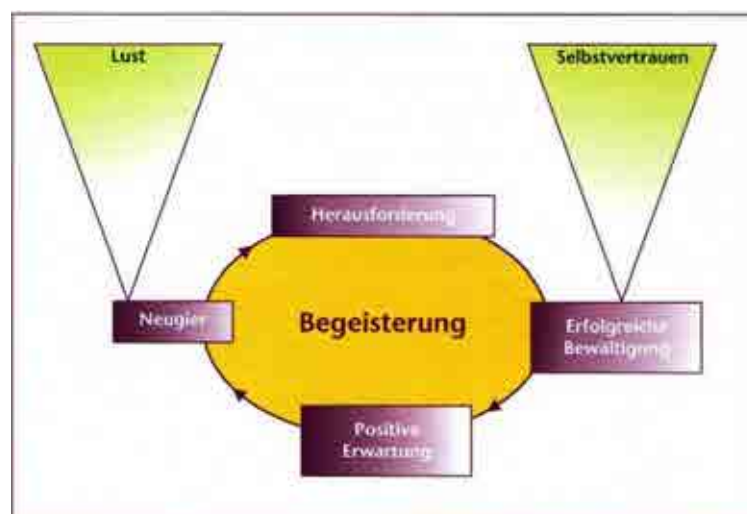 Lust
Selbstvertrauen
Herausforderung
Neugier
Begeisterung
Erfolgreiche
Bewältigung
Positive
Erwartung